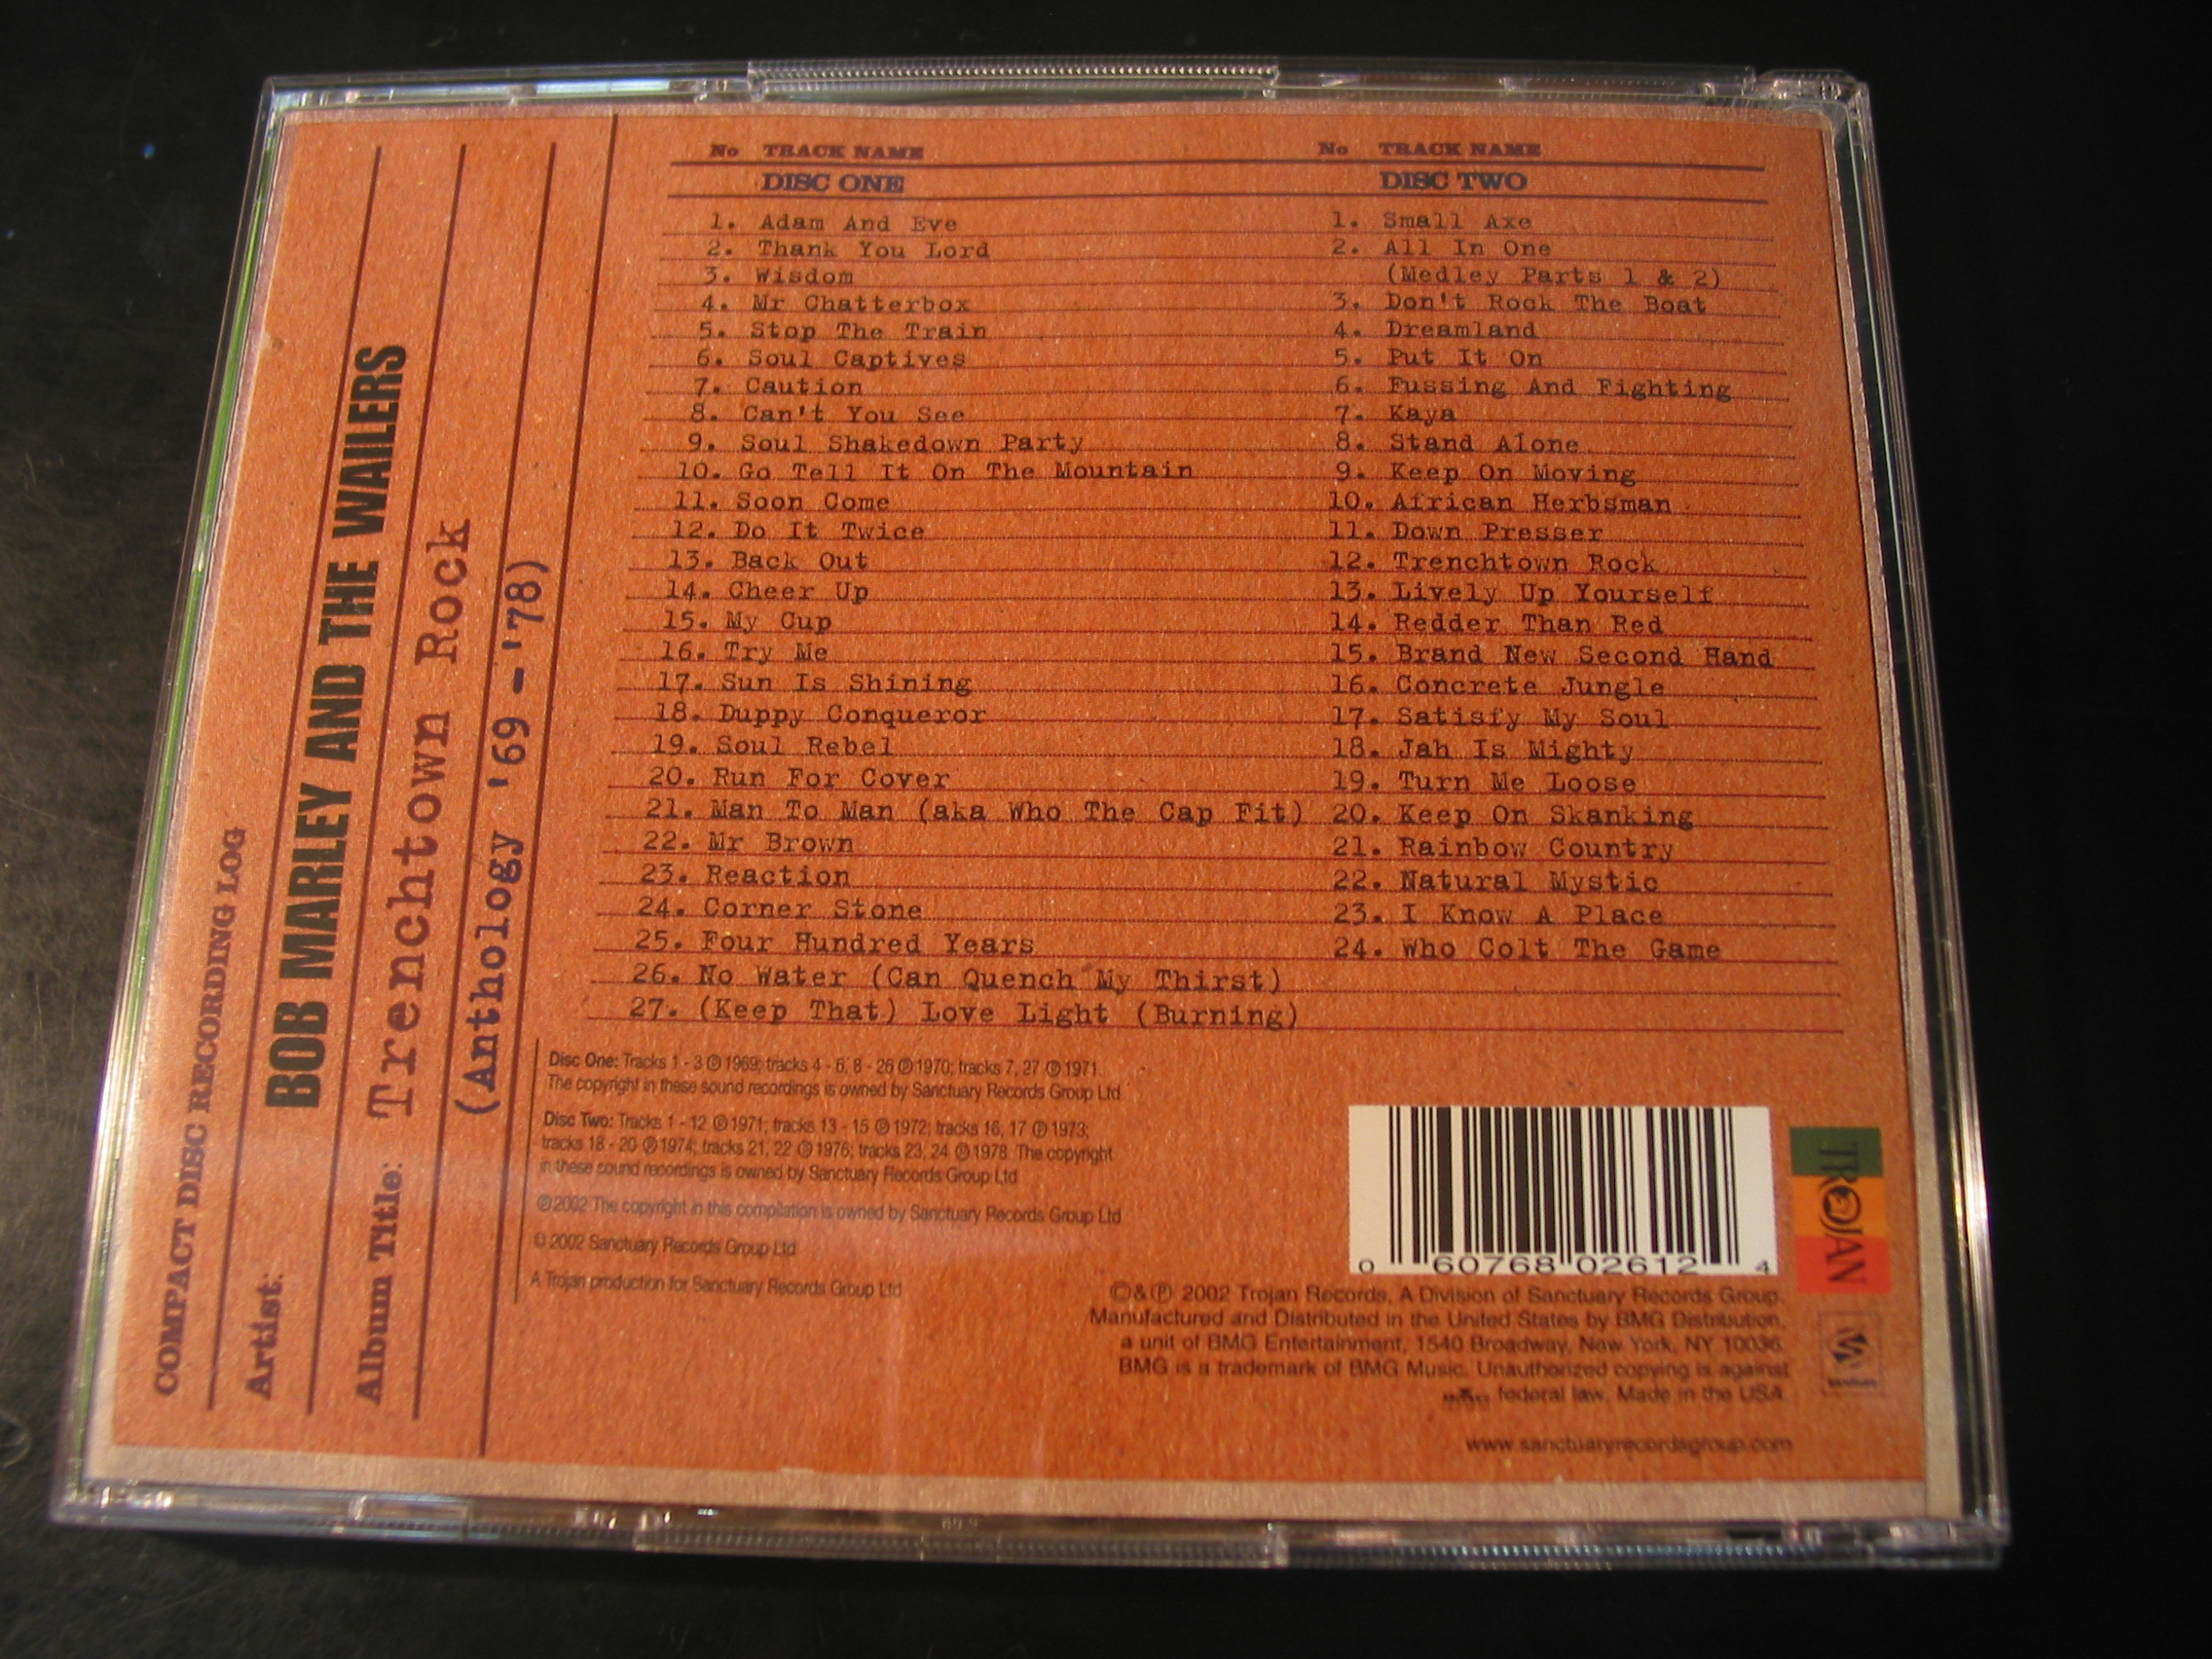 COMPACT DISC RECORDING LOG
Artist:
BOB MARLEY AND THE WAILERS
Album Title: Trenchtown Rock
(Anthology '69 – '78)
No TRACK NAME
DISC ONE
1. Adam And Eve
2. Thank You Lord
3. Wisdom
4. Mr Chatterbox
5. Stop The Train
6. Soul Captives
7. Caution
8. Can't You See
9. Soul Shakedown Party
10. Go Tell It On The Mountain
11. Soon Come
12. Do It Twice
13. Back Out
14. Cheer Up
15. My Cup
16. Try Me
17. Sun Is Shining
18. Duppy Conqueror
19. Soul Rebel
20. Run For Cover
21. Man To Man (aka Who The Cap Fit)
22. Mr Brown
23. Reaction
24. Corner Stone
25. Four Hundred Years
26. No Water (Can Quench My Thirst)
27. (Keep That) Love Light (Burning)
No TRACK NAME
DISC TWO
1. Small Axe
2. All In One
(Medley Parts 1 & 2)
3. Don't Rock The Boat
4. Dreamland
5. Put It On
6. Fussing And Fighting
7. Kaya
8. Stand Alone
9. Keep On Moving
10. African Herbsman
11. Down Presser
12. Trenchtown Rock
13. Lively Up Yourself
14. Redder Than Red
15. Brand New Second Hand
16. Concrete Jungle
17. Satisfy My Soul
18. Jah Is Mighty
19. Turn Me Loose
20. Keep On Skanking
21. Rainbow Country
22. Natural Mystic
23. I Know A Place
24. Who Colt The Game
Disc One: Tracks 1 - 3 ℗ 1969; tracks 4 - 6, 8 - 26 ℗ 1970; tracks 7, 27 ℗ 1971.
The copyright in these sound recordings is owned by Sanctuary Records Group Ltd
Disc Two: Tracks 1 - 12 ℗ 1971; tracks 13 - 15 ℗ 1972; tracks 16, 17 ℗ 1973;
tracks 18 - 20 ℗ 1974; tracks 21, 22 ℗ 1976; tracks 23, 24 ℗ 1978. The copyright
in these sound recordings is owned by Sanctuary Records Group Ltd
℗ 2002 The copyright in this compilation is owned by Sanctuary Records Group Ltd
© 2002 Sanctuary Records Group Ltd
A Trojan production for Sanctuary Records Group Ltd
0 60768 02612 4
TROJAN
©&℗ 2002 Trojan Records, A Division of Sanctuary Records Group.
Manufactured and Distributed in the United States by BMG Distribution,
a unit of BMG Entertainment, 1540 Broadway, New York, NY 10036.
BMG is a trademark of BMG Music. Unauthorized copying is against
federal law. Made in the USA.
www.sanctuaryrecordsgroup.com